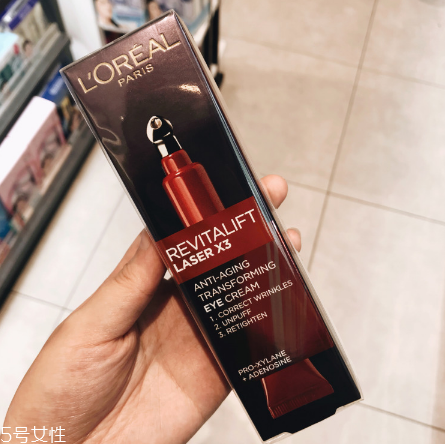 L'ORÉAL
PARIS
REVITALIFT
LASER X3
ANTI-AGING
TRANSFORMING
EYE CREAM
1. CORRECT WRINKLES
2. UNPUFF
3. RETIGHTEN
PRO-XYLANE
+ ADENOSINE
5号女性